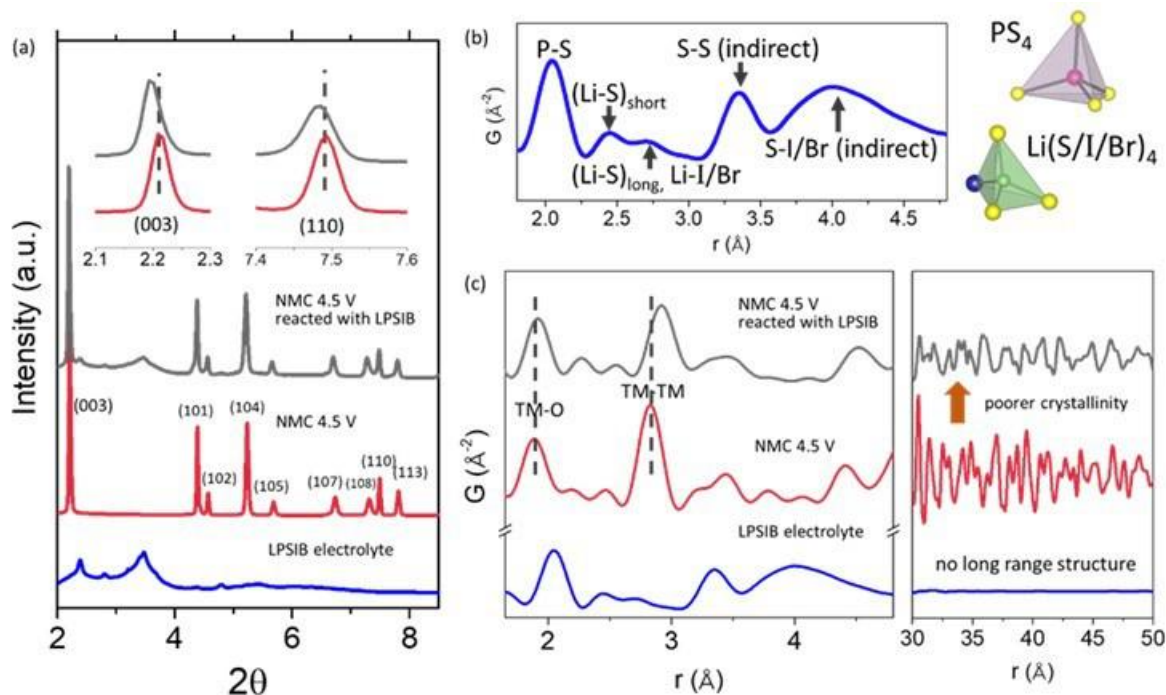 (a)
Intensity (a.u.)
(003)
(110)
2.1 2.2 2.3
7.4 7.5 7.6
NMC 4.5 V
reacted with LPSIB
(003)
(101)
(104)
NMC 4.5 V
(102)
(105)
(107)
(108)
(110)
(113)
LPSIB electrolyte
2 4 6 8
2θ
(b)
G (Å⁻²)
P-S
(Li-S)short
S-S (indirect)
(Li-S)long, Li-I/Br
S-I/Br (indirect)
2.0 2.5 3.0 3.5 4.0 4.5
r (Å)
PS4
Li(S/I/Br)4
(c)
G (Å⁻²)
NMC 4.5 V
reacted with LPSIB
TM-O
TM-TM
NMC 4.5 V
LPSIB electrolyte
2 3 4
r (Å)
poorer crystallinity
no long range structure
30 35 40 45 50
r (Å)